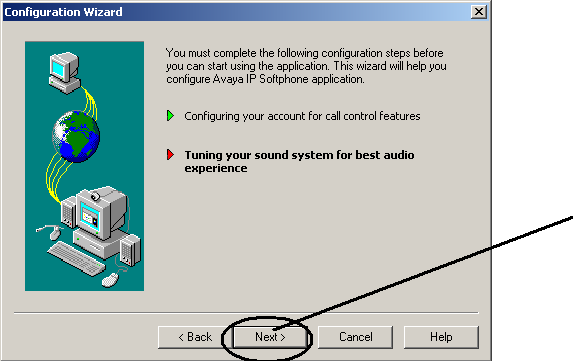 Configuration Wizard
You must complete the following configuration steps before
you can start using the application. This wizard will help you
configure Avaya IP Softphone application.
Configuring your account for call control features
Tuning your sound system for best audio
experience
< Back
Next >
Cancel
Help